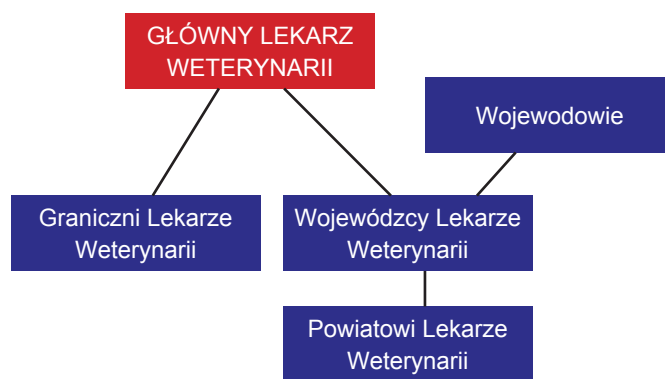 GŁÓWNY LEKARZ
WETERYNARII
Wojewodowie
Graniczni Lekarze
Weterynarii
Wojewódzcy Lekarze
Weterynarii
Powiatowi Lekarze
Weterynarii